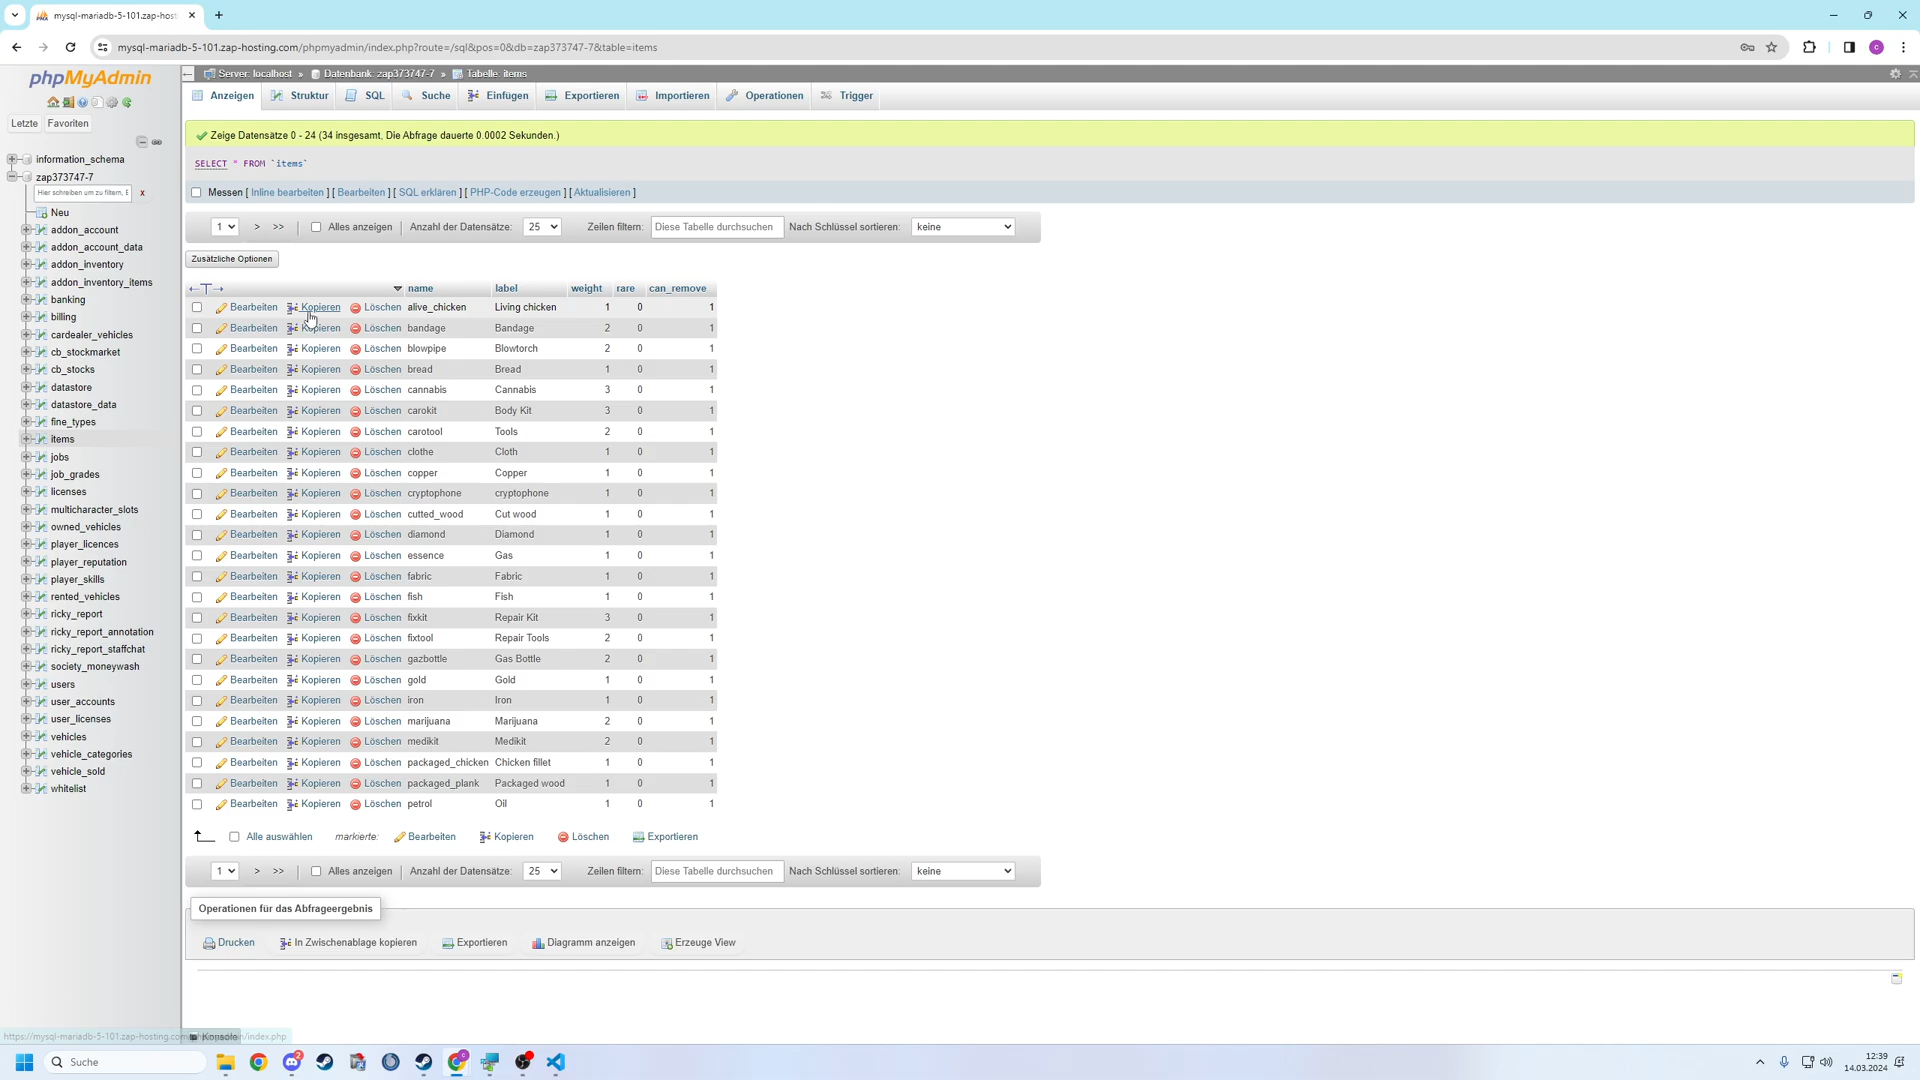 mysql-mariadb-5-101.zap-host
mysql-mariadb-5-101.zap-hosting.com/phpmyadmin/index.php?route=/sql&pos=0&db=zap373747-7&table=items
phpMyAdmin
Server: localhost » Datenbank: zap373747-7 » Tabelle: items
Anzeigen Struktur SQL Suche Einfügen Exportieren Importieren Operationen Trigger
Letzte Favoriten
Zeige Datensätze 0 - 24 (34 insgesamt, Die Abfrage dauerte 0.0002 Sekunden.)
SELECT * FROM `items`
Messen [ Inline bearbeiten ] [ Bearbeiten ] [ SQL erklären ] [ PHP-Code erzeugen ] [ Aktualisieren ]
1 > >> Alles anzeigen Anzahl der Datensätze: 25 Zeilen filtern: Diese Tabelle durchsuchen Nach Schlüssel sortieren: keine
Zusätzliche Optionen
information_schema
zap373747-7
Hier schreiben um zu filtern, E x
Neu
addon_account
addon_account_data
addon_inventory
addon_inventory_items
banking
billing
cardealer_vehicles
cb_stockmarket
cb_stocks
datastore
datastore_data
fine_types
items
jobs
job_grades
licenses
multicharacter_slots
owned_vehicles
player_licences
player_reputation
player_skills
rented_vehicles
ricky_report
ricky_report_annotation
ricky_report_staffchat
society_moneywash
users
user_accounts
user_licenses
vehicles
vehicle_categories
vehicle_sold
whitelist
name label weight rare can_remove
Bearbeiten Kopieren Löschen alive_chicken Living chicken 1 0 1
Bearbeiten Kopieren Löschen bandage Bandage 2 0 1
Bearbeiten Kopieren Löschen blowpipe Blowtorch 2 0 1
Bearbeiten Kopieren Löschen bread Bread 1 0 1
Bearbeiten Kopieren Löschen cannabis Cannabis 3 0 1
Bearbeiten Kopieren Löschen carokit Body Kit 3 0 1
Bearbeiten Kopieren Löschen carotool Tools 2 0 1
Bearbeiten Kopieren Löschen clothe Cloth 1 0 1
Bearbeiten Kopieren Löschen copper Copper 1 0 1
Bearbeiten Kopieren Löschen cryptophone cryptophone 1 0 1
Bearbeiten Kopieren Löschen cutted_wood Cut wood 1 0 1
Bearbeiten Kopieren Löschen diamond Diamond 1 0 1
Bearbeiten Kopieren Löschen essence Gas 1 0 1
Bearbeiten Kopieren Löschen fabric Fabric 1 0 1
Bearbeiten Kopieren Löschen fish Fish 1 0 1
Bearbeiten Kopieren Löschen fixkit Repair Kit 3 0 1
Bearbeiten Kopieren Löschen fixtool Repair Tools 2 0 1
Bearbeiten Kopieren Löschen gazbottle Gas Bottle 2 0 1
Bearbeiten Kopieren Löschen gold Gold 1 0 1
Bearbeiten Kopieren Löschen iron Iron 1 0 1
Bearbeiten Kopieren Löschen marijuana Marijuana 2 0 1
Bearbeiten Kopieren Löschen medikit Medikit 2 0 1
Bearbeiten Kopieren Löschen packaged_chicken Chicken fillet 1 0 1
Bearbeiten Kopieren Löschen packaged_plank Packaged wood 1 0 1
Bearbeiten Kopieren Löschen petrol Oil 1 0 1
Alle auswählen markierte: Bearbeiten Kopieren Löschen Exportieren
1 > >> Alles anzeigen Anzahl der Datensätze: 25 Zeilen filtern: Diese Tabelle durchsuchen Nach Schlüssel sortieren: keine
Operationen für das Abfrageergebnis
Drucken In Zwischenablage kopieren Exportieren Diagramm anzeigen Erzeuge View
https://mysql-mariadb-5-101.zap-hosting.com Konsole in/index.php
Suche
2
12:39
14.03.2024